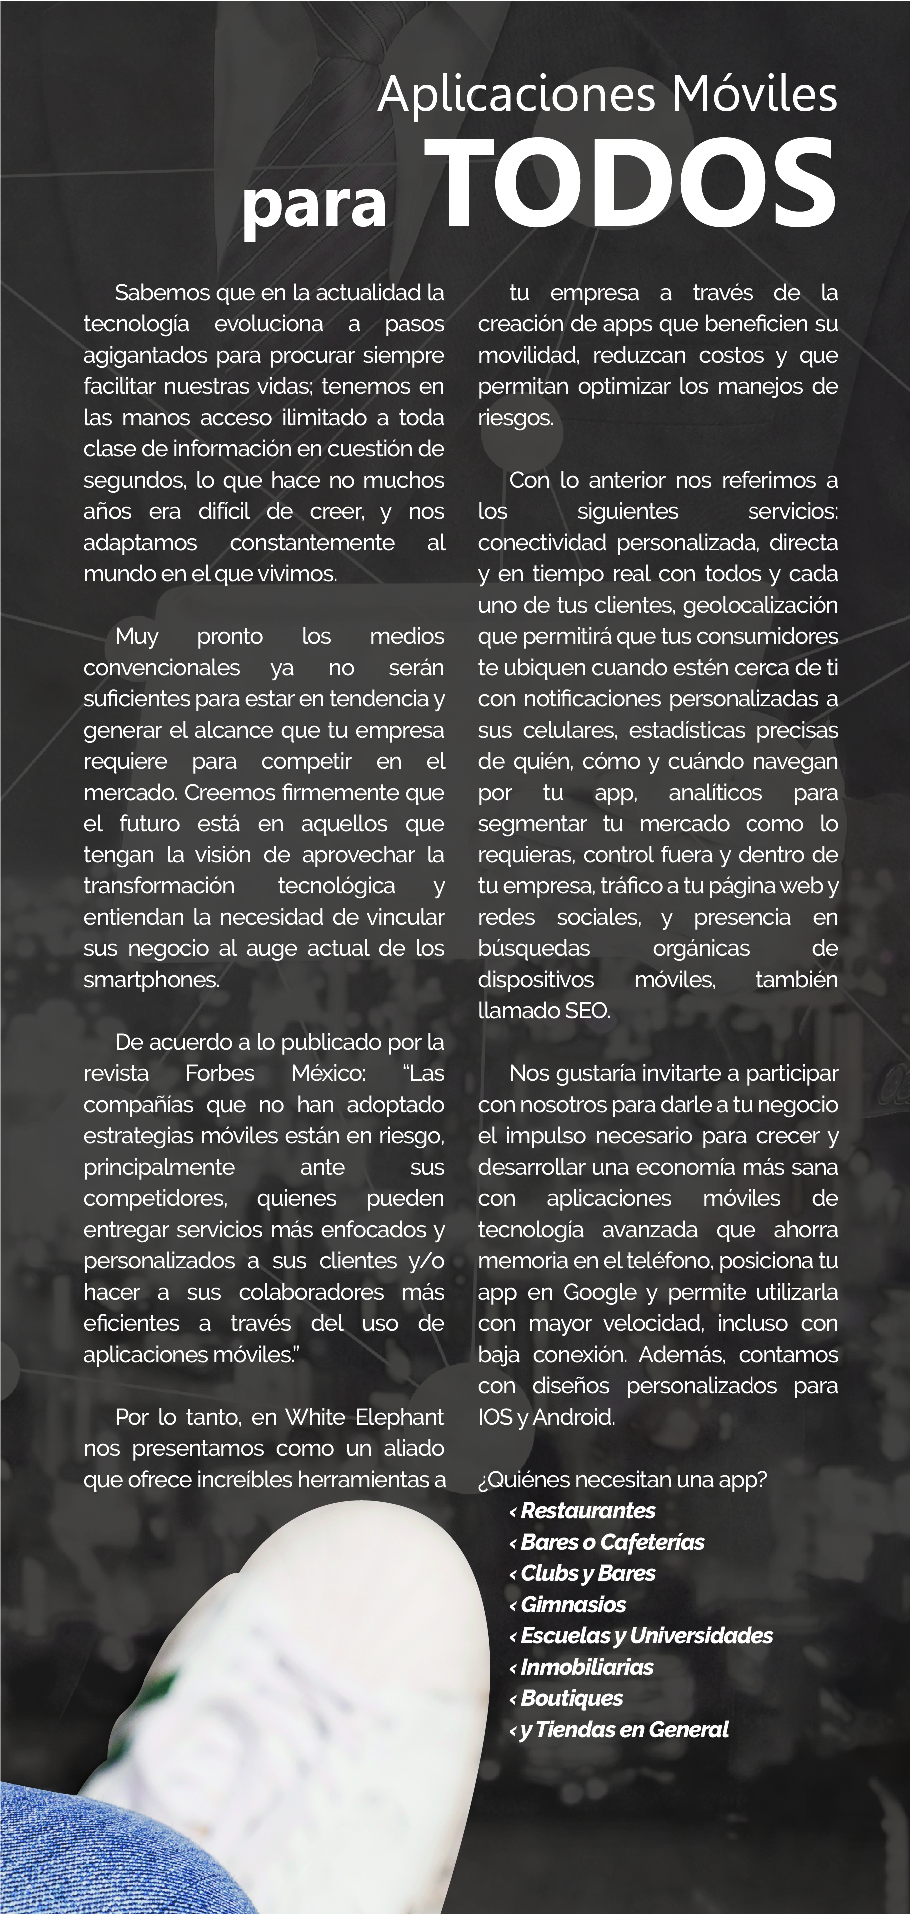 Aplicaciones Móviles
para TODOS
Sabemos que en la actualidad la
tecnología evoluciona a pasos
agigantados para procurar siempre
facilitar nuestras vidas; tenemos en
las manos acceso ilimitado a toda
clase de información en cuestión de
segundos, lo que hace no muchos
años era difícil de creer, y nos
adaptamos constantemente al
mundo en el que vivimos.
Muy pronto los medios
convencionales ya no serán
suficientes para estar en tendencia y
generar el alcance que tu empresa
requiere para competir en el
mercado. Creemos firmemente que
el futuro está en aquellos que
tengan la visión de aprovechar la
transformación tecnológica y
entiendan la necesidad de vincular
sus negocio al auge actual de los
smartphones.
De acuerdo a lo publicado por la
revista Forbes México: “Las
compañías que no han adoptado
estrategias móviles están en riesgo,
principalmente ante sus
competidores, quienes pueden
entregar servicios más enfocados y
personalizados a sus clientes y/o
hacer a sus colaboradores más
eficientes a través del uso de
aplicaciones móviles.”
Por lo tanto, en White Elephant
nos presentamos como un aliado
que ofrece increíbles herramientas a
tu empresa a través de la
creación de apps que beneficien su
movilidad, reduzcan costos y que
permitan optimizar los manejos de
riesgos.
Con lo anterior nos referimos a
los siguientes servicios:
conectividad personalizada, directa
y en tiempo real con todos y cada
uno de tus clientes, geolocalización
que permitirá que tus consumidores
te ubiquen cuando estén cerca de ti
con notificaciones personalizadas a
sus celulares, estadísticas precisas
de quién, cómo y cuándo navegan
por tu app, analíticos para
segmentar tu mercado como lo
requieras, control fuera y dentro de
tu empresa, tráfico a tu página web y
redes sociales, y presencia en
búsquedas orgánicas de
dispositivos móviles, también
llamado SEO.
Nos gustaría invitarte a participar
con nosotros para darle a tu negocio
el impulso necesario para crecer y
desarrollar una economía más sana
con aplicaciones móviles de
tecnología avanzada que ahorra
memoria en el teléfono, posiciona tu
app en Google y permite utilizarla
con mayor velocidad, incluso con
baja conexión. Además, contamos
con diseños personalizados para
IOS y Android.
¿Quiénes necesitan una app?
‹ Restaurantes
‹ Bares o Cafeterías
‹ Clubs y Bares
‹ Gimnasios
‹ Escuelas y Universidades
‹ Inmobiliarias
‹ Boutiques
‹ y Tiendas en General